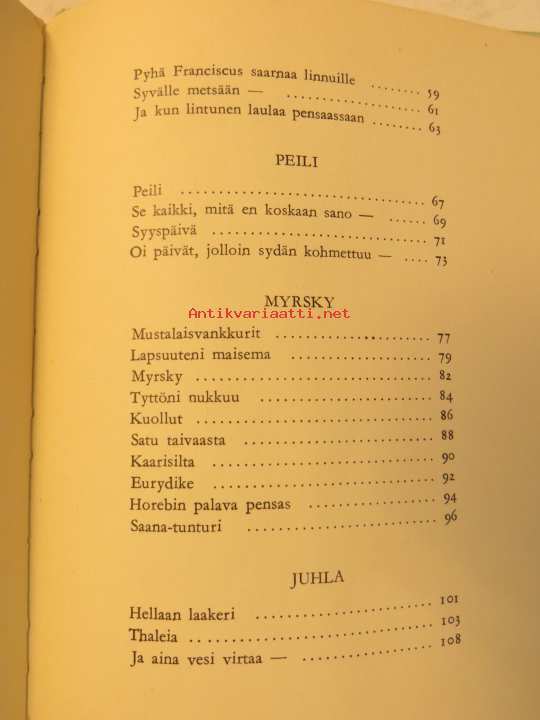 Pyhä Franciscus saarnaa linnuille ....... 59
Syvälle metsään — .................. 61
Ja kun lintunen laulaa pensaassaan ........ 63
PEILI
Peili ................................ 67
Se kaikki, mitä en koskaan sano — ...... 69
Syyspäivä .......................... 71
Oi päivät, jolloin sydän kohmettuu — .... 73
MYRSKY
Antikvariaatti.net
Mustalaisvankkurit .................... 77
Lapsuuteni maisema .................. 79
Myrsky .............................. 82
Tyttöni nukkuu ...................... 84
Kuollut .............................. 86
Satu taivaasta ........................ 88
Kaarisilta ............................ 90
Eurydike ............................ 92
Horebin palava pensas ................ 94
Saana-tunturi ........................ 96
JUHLA
Hellaan laakeri ...................... 101
Thaleia .............................. 103
Ja aina vesi virtaa — ................ 108